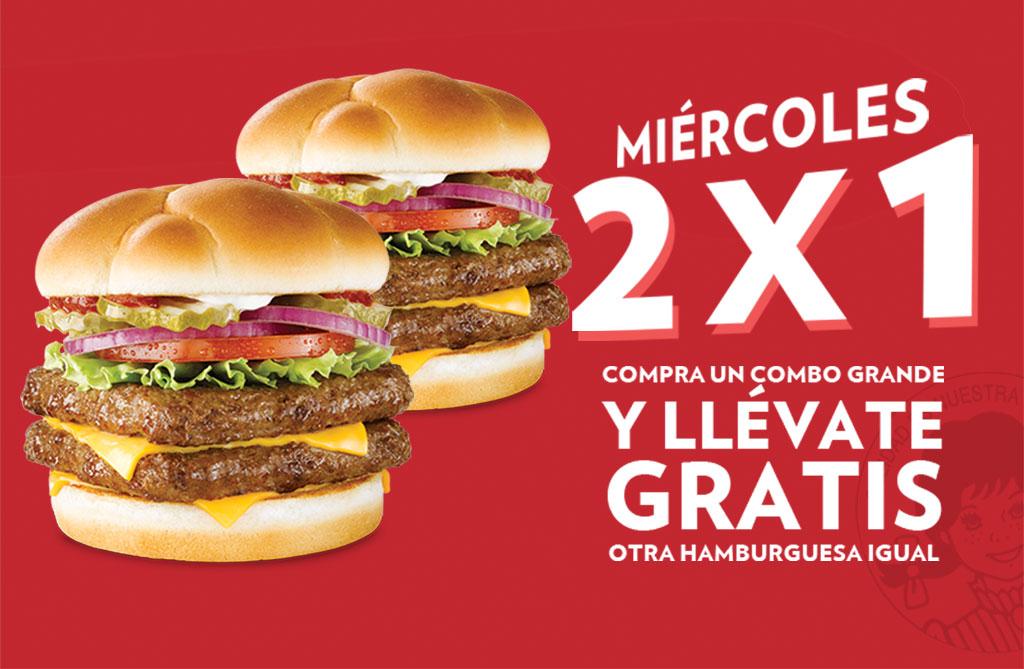 MIÉRCOLES
2X1
COMPRA UN COMBO GRANDE
Y LLÉVATE
GRATIS
OTRA HAMBURGUESA IGUAL